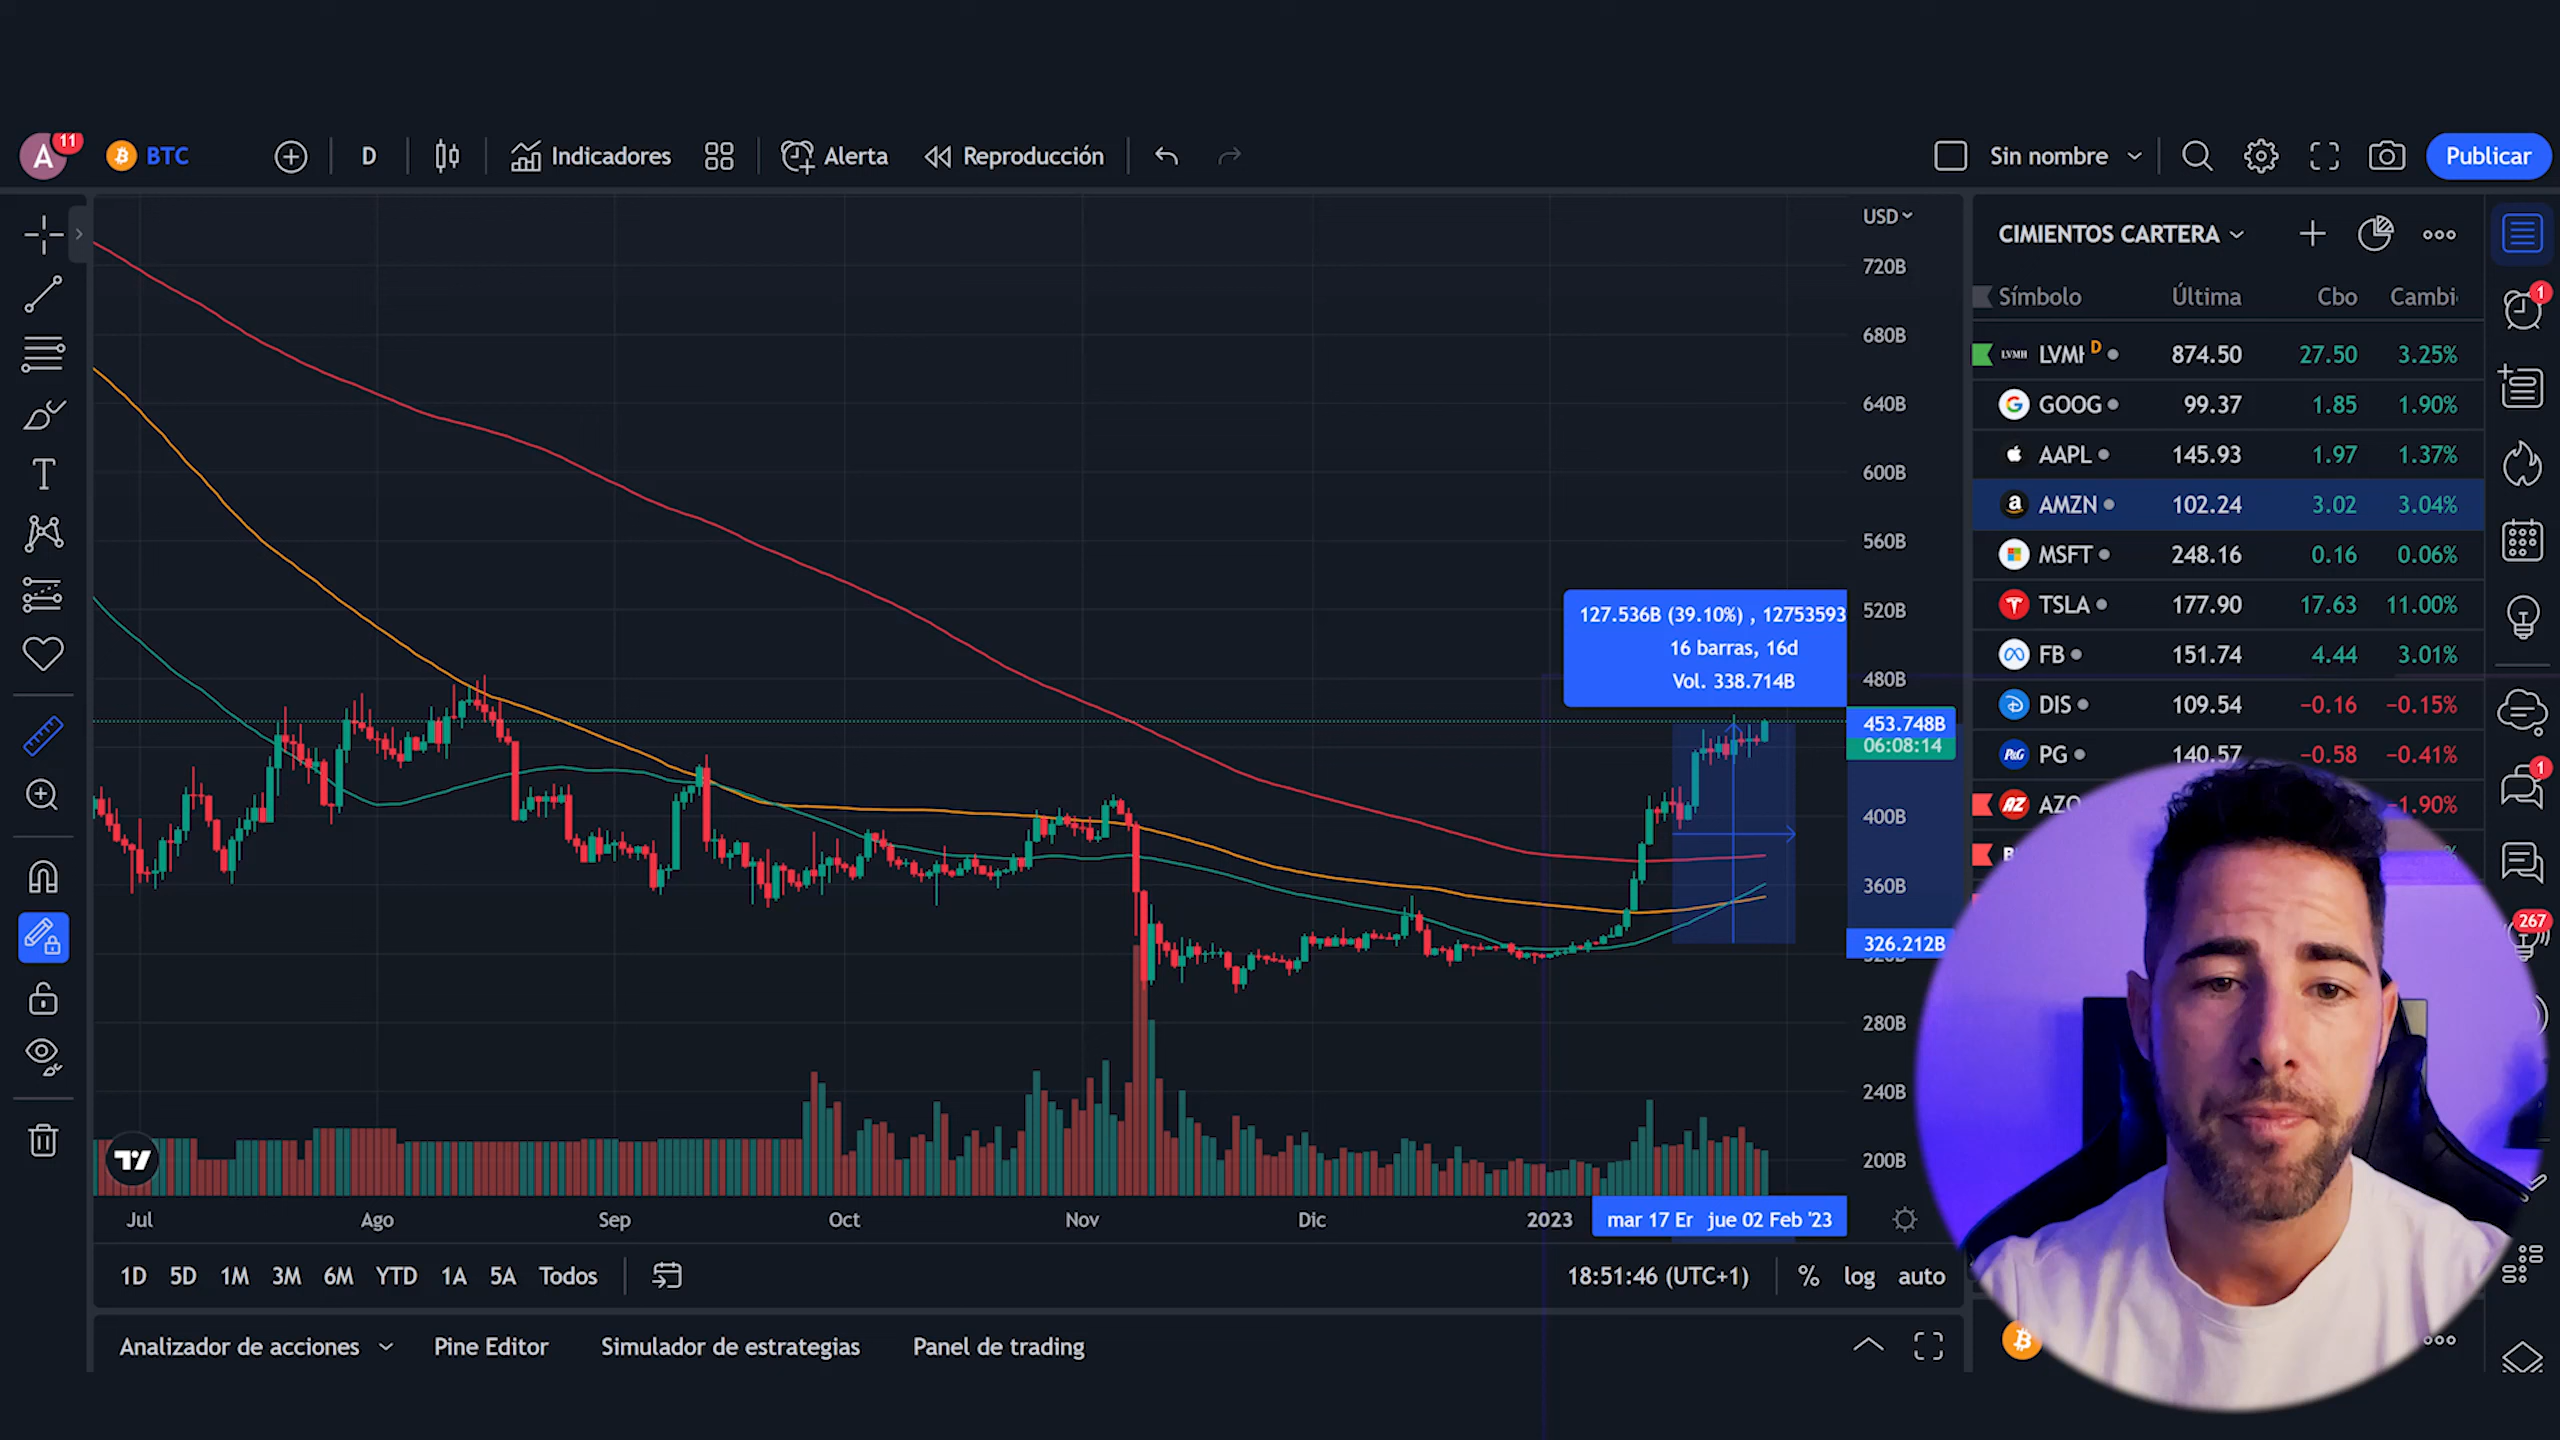 A 11 BTC D Indicadores Alerta Reproducción Sin nombre Publicar
USD
720B
680B
640B
600B
560B
520B
480B
453.748B
06:08:14
400B
360B
326.212B
280B
240B
200B
127.536B (39.10%) , 12753593
16 barras, 16d
Vol. 338.714B
Jul Ago Sep Oct Nov Dic 2023 mar 17 Er jue 02 Feb '23
1D 5D 1M 3M 6M YTD 1A 5A Todos 18:51:46 (UTC+1) % log auto
Analizador de acciones Pine Editor Simulador de estrategias Panel de trading
CIMIENTOS CARTERA
Símbolo Última Cbo Cambi
LVMH LVMH D 874.50 27.50 3.25%
GOOG 99.37 1.85 1.90%
AAPL 145.93 1.97 1.37%
AMZN 102.24 3.02 3.04%
MSFT 248.16 0.16 0.06%
TSLA 177.90 17.63 11.00%
FB 151.74 4.44 3.01%
DIS 109.54 −0.16 −0.15%
P&G PG 140.57 −0.58 −0.41%
AZ AZO −1.90%
1
1
267